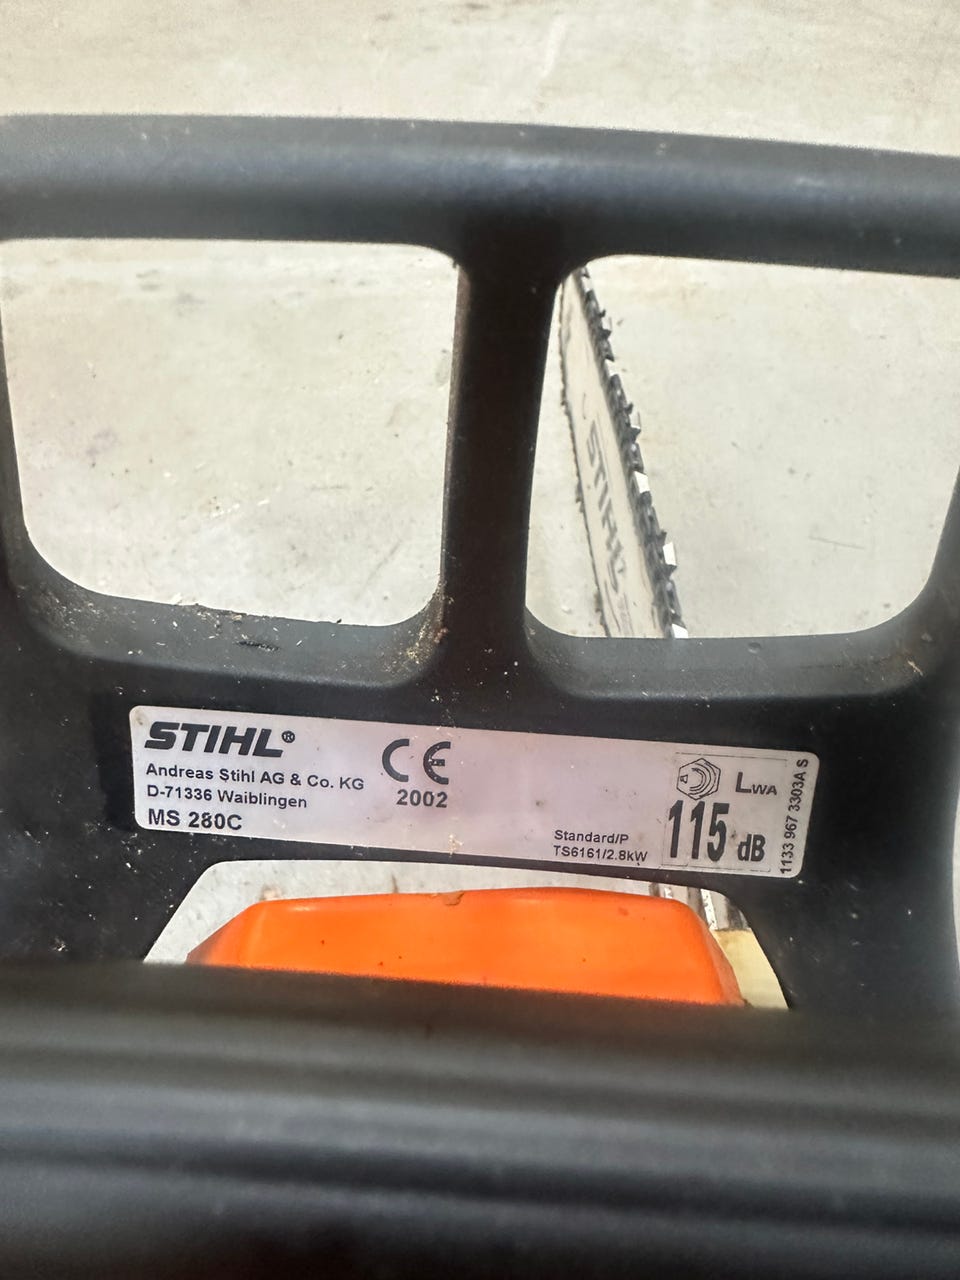 STIHL
STIHL®
Andreas Stihl AG & Co. KG
D-71336 Waiblingen
MS 280C
CE
2002
Standard/P
TS6161/2.8kW
LWA
115 dB
1133 967 3303A S